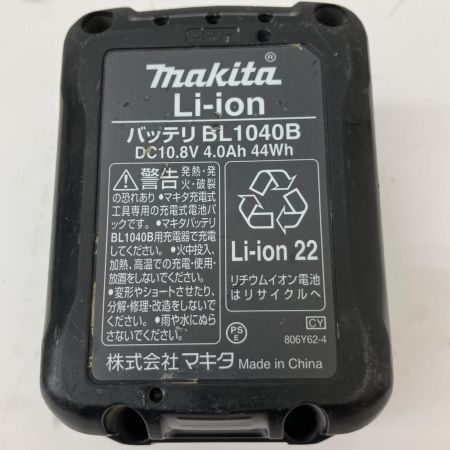 makita®
Li-ion
バッテリ BL1040B
DC10.8V 4.0Ah 44Wh
⚠警告 発熱・発
火・破裂
の恐れあり ●マキタ充電式
工具専用の充電式電池パ
ックです。●マキタバッテリ
BL1040B用充電器で充電
してください。●火中投入、
加熱、高温での充電・使用・
放置をしないでください。
●変形やショートさせたり、
分解・修理・改造をしないで
ください。●雨や水にぬら
さないでください。
Li-ion 22
リチウムイオン電池
はリサイクルへ
PS
E
CY
806Y62-4
株式会社 マキタ Made in China